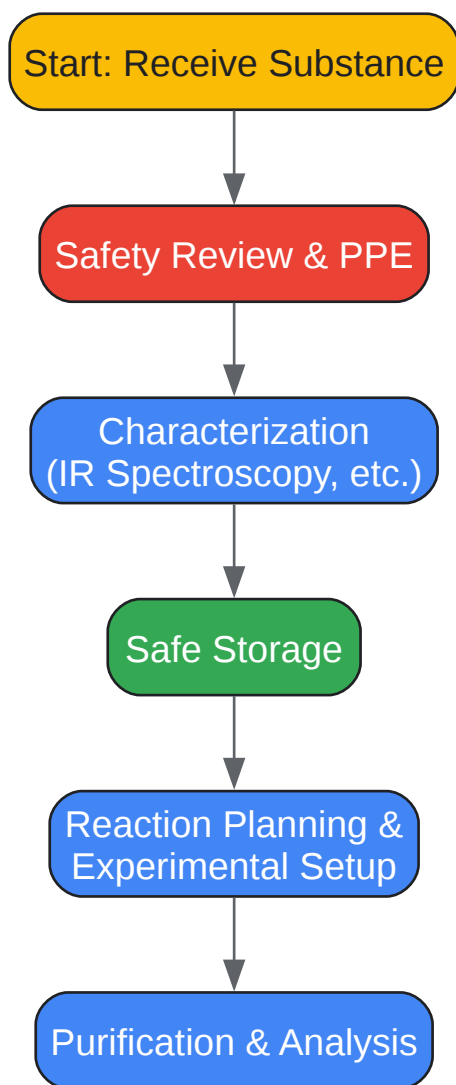 Start: Receive Substance
Safety Review & PPE
Characterization
(IR Spectroscopy, etc.)
Safe Storage
Reaction Planning &
Experimental Setup
Purification & Analysis